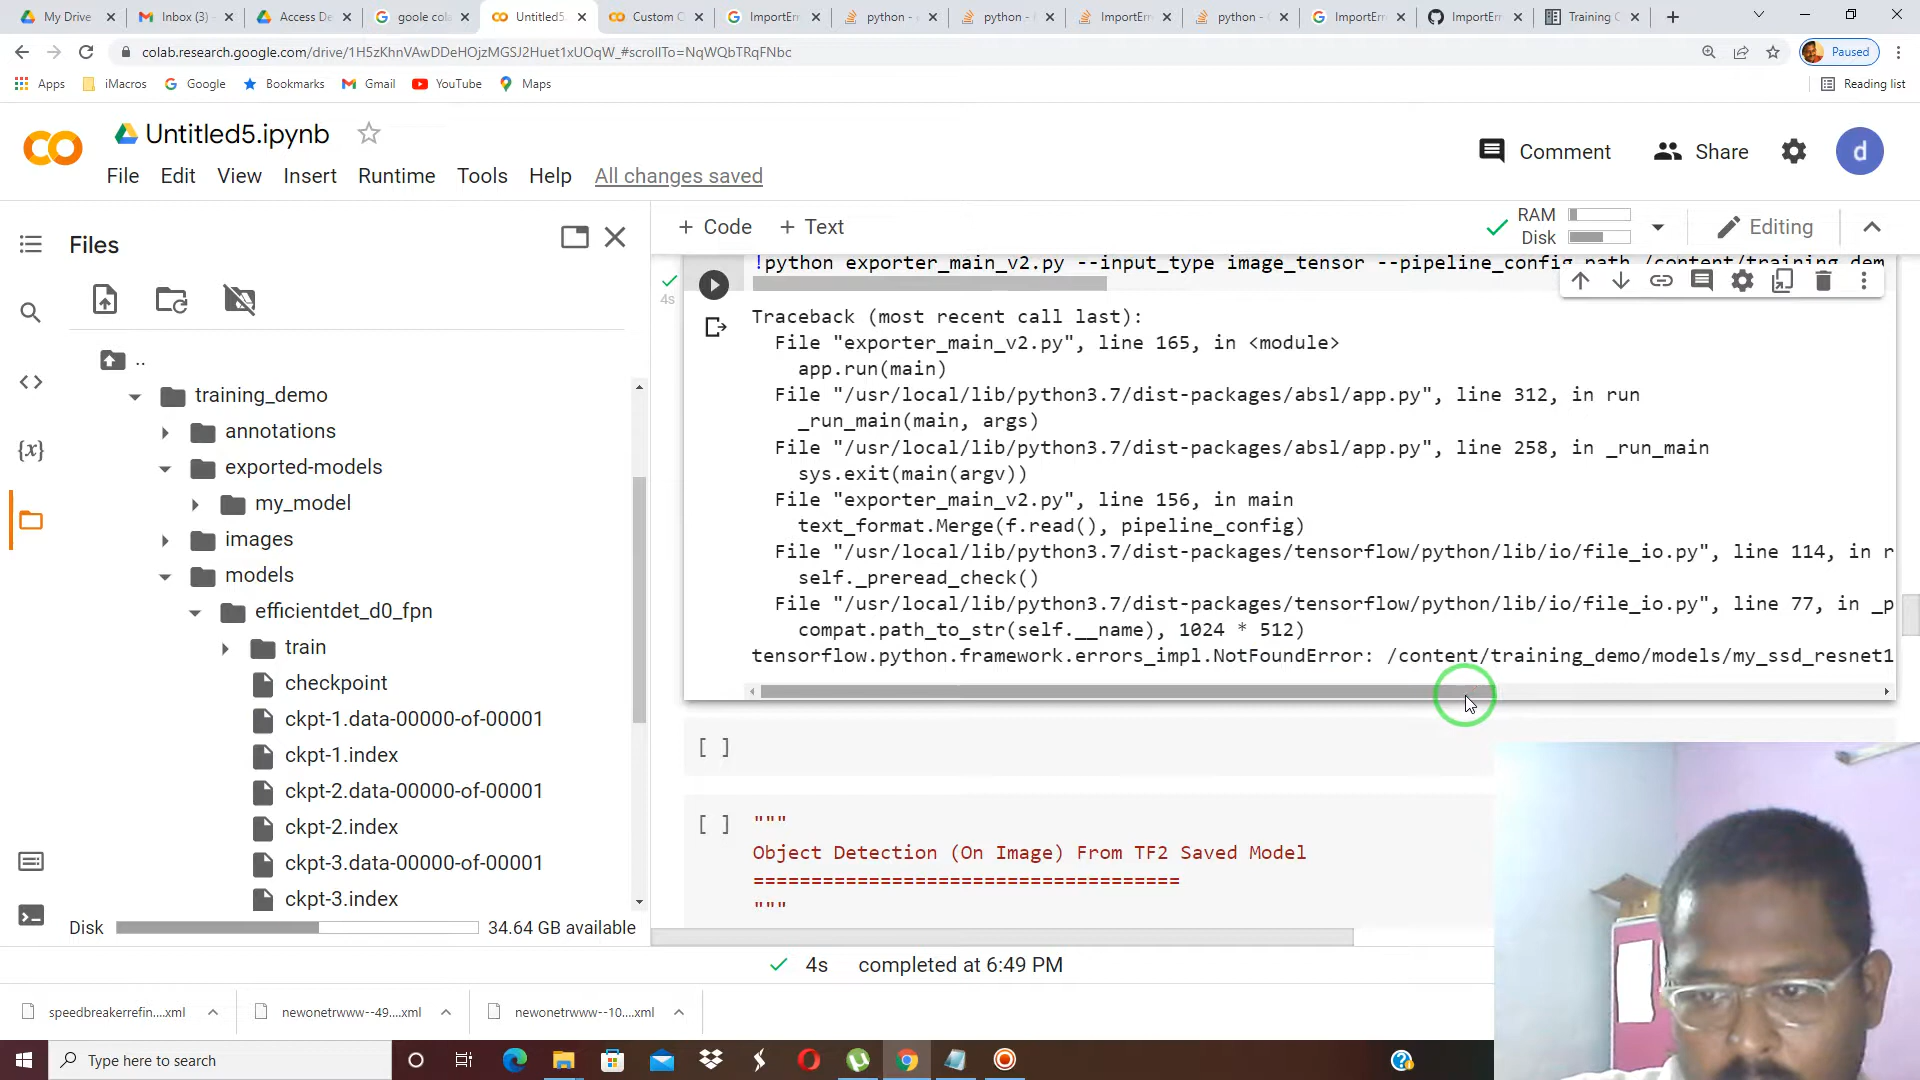 My Drive
Inbox (3)
Access De
goole cola
Untitled5.
Custom C
ImportErr
python -
python -
ImportErr
python -
ImportErr
ImportErr
Training C
colab.research.google.com/drive/1H5zKhnVAwDDeHOjzMGSJ2Huet1xUOqW_#scrollTo=NqWQbTRqFNbc
Paused
Apps
iMacros
Google
Bookmarks
Gmail
YouTube
Maps
Reading list
CO
Untitled5.ipynb
Comment
Share
d
File Edit View Insert Runtime Tools Help All changes saved
Files
+ Code + Text
RAM
Disk
Editing
..
training_demo
annotations
exported-models
my_model
images
models
efficientdet_d0_fpn
train
checkpoint
ckpt-1.data-00000-of-00001
ckpt-1.index
ckpt-2.data-00000-of-00001
ckpt-2.index
ckpt-3.data-00000-of-00001
ckpt-3.index
Disk
34.64 GB available
4s
!python exporter_main_v2.py --input_type image_tensor --pipeline_config_path /content/training_dem
Traceback (most recent call last):
File "exporter_main_v2.py", line 165, in <module>
app.run(main)
File "/usr/local/lib/python3.7/dist-packages/absl/app.py", line 312, in run
_run_main(main, args)
File "/usr/local/lib/python3.7/dist-packages/absl/app.py", line 258, in _run_main
sys.exit(main(argv))
File "exporter_main_v2.py", line 156, in main
text_format.Merge(f.read(), pipeline_config)
File "/usr/local/lib/python3.7/dist-packages/tensorflow/python/lib/io/file_io.py", line 114, in r
self._preread_check()
File "/usr/local/lib/python3.7/dist-packages/tensorflow/python/lib/io/file_io.py", line 77, in _p
compat.path_to_str(self.__name), 1024 * 512)
tensorflow.python.framework.errors_impl.NotFoundError: /content/training_demo/models/my_ssd_resnet1
[ ]
[ ]
"""
Object Detection (On Image) From TF2 Saved Model
=====================================
"""
4s completed at 6:49 PM
speedbreakerrefin....xml
newonetrwww--49....xml
newonetrwww--10....xml
Type here to search